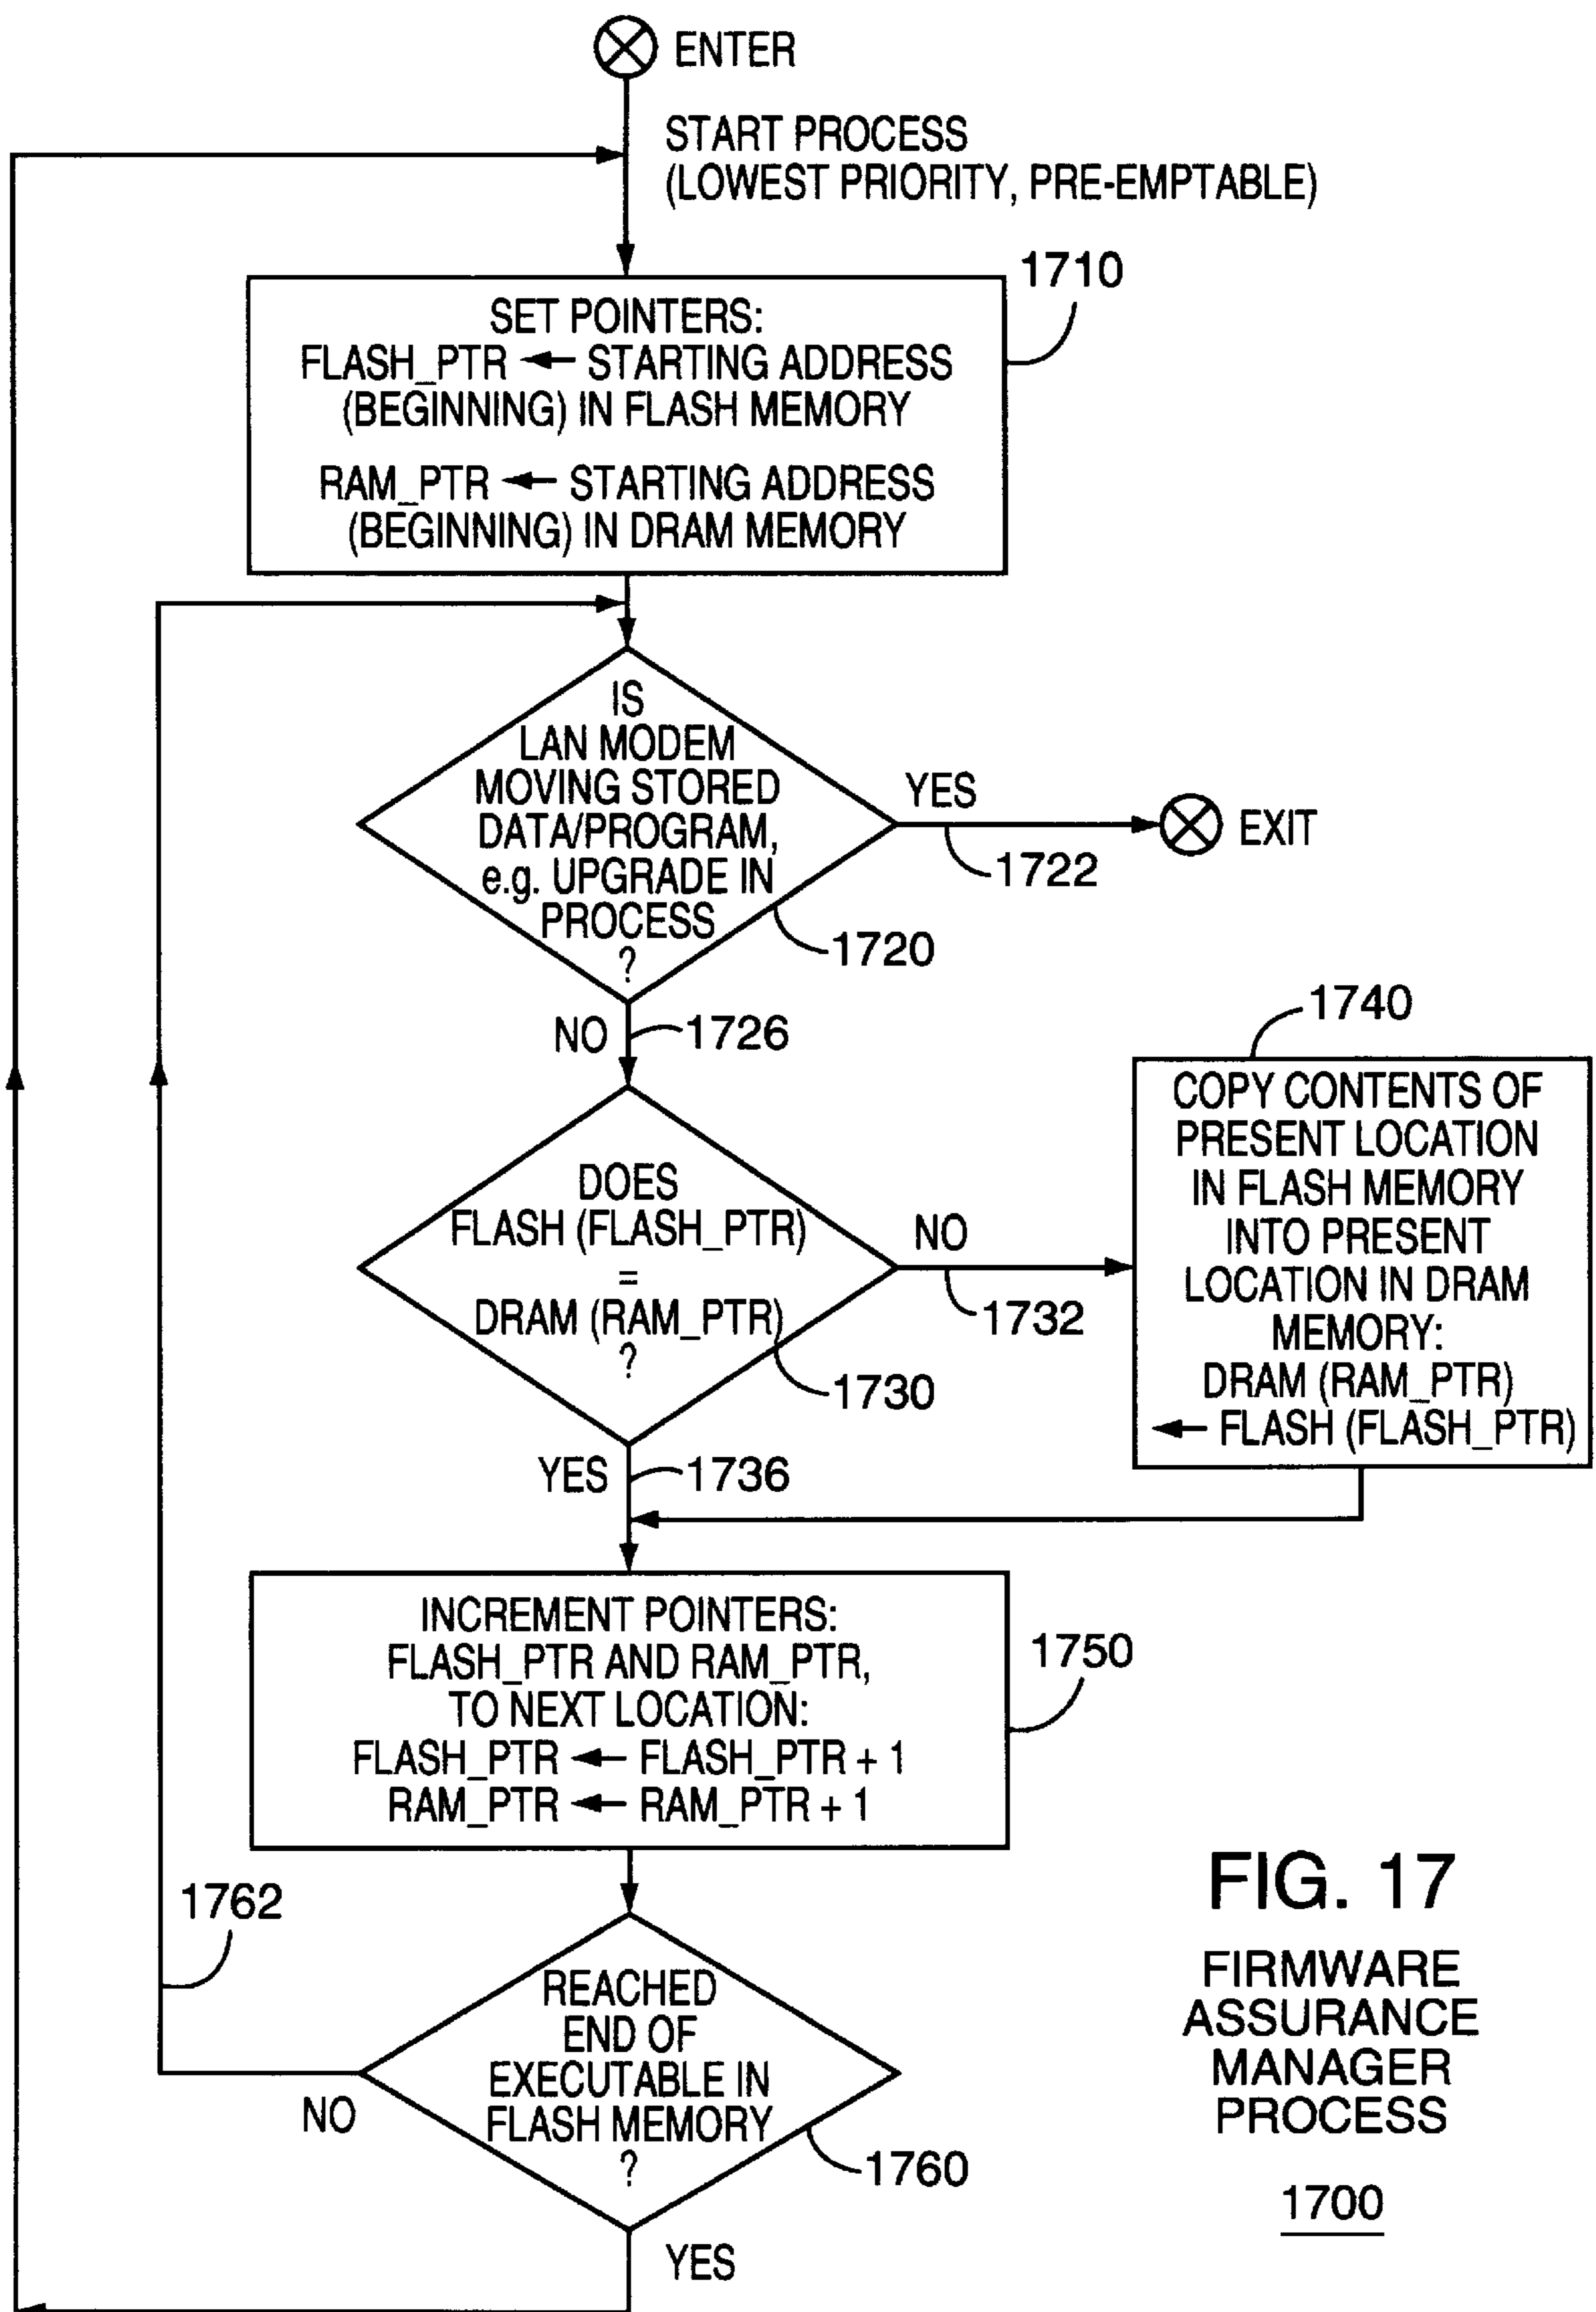 ENTER
START PROCESS
(LOWEST PRIORITY, PRE-EMPTABLE)
1710
SET POINTERS:
FLASH_PTR ← STARTING ADDRESS
(BEGINNING) IN FLASH MEMORY
RAM_PTR ← STARTING ADDRESS
(BEGINNING) IN DRAM MEMORY
IS
LAN MODEM
MOVING STORED
DATA/PROGRAM,
e.g. UPGRADE IN
PROCESS
?
YES
1722
EXIT
1720
NO
1726
1740
COPY CONTENTS OF
PRESENT LOCATION
IN FLASH MEMORY
INTO PRESENT
LOCATION IN DRAM
MEMORY:
DRAM (RAM_PTR)
← FLASH (FLASH_PTR)
DOES
FLASH (FLASH_PTR)
=
DRAM (RAM_PTR)
?
NO
1732
1730
YES
1736
INCREMENT POINTERS:
FLASH_PTR AND RAM_PTR,
TO NEXT LOCATION:
FLASH_PTR ← FLASH_PTR + 1
RAM_PTR ← RAM_PTR + 1
1750
1762
REACHED
END OF
EXECUTABLE IN
FLASH MEMORY
?
NO
1760
YES
FIG. 17
FIRMWARE
ASSURANCE
MANAGER
PROCESS
1700